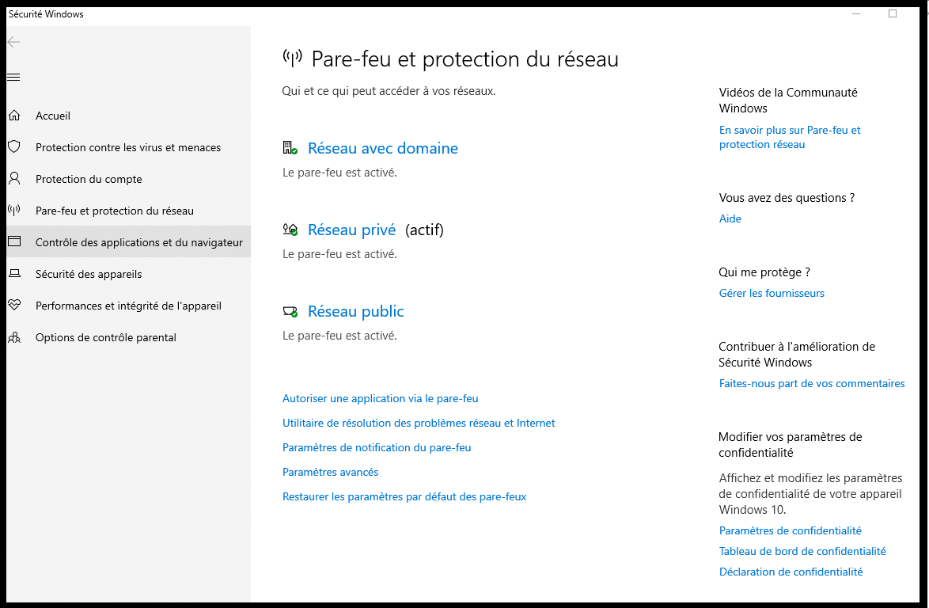 Sécurité Windows
Accueil
Protection contre les virus et menaces
Protection du compte
Pare-feu et protection du réseau
Contrôle des applications et du navigateur
Sécurité des appareils
Performances et intégrité de l'appareil
Options de contrôle parental
Pare-feu et protection du réseau
Qui et ce qui peut accéder à vos réseaux.
Réseau avec domaine
Le pare-feu est activé.
Réseau privé (actif)
Le pare-feu est activé.
Réseau public
Le pare-feu est activé.
Autoriser une application via le pare-feu
Utilitaire de résolution des problèmes réseau et Internet
Paramètres de notification du pare-feu
Paramètres avancés
Restaurer les paramètres par défaut des pare-feux
Vidéos de la Communauté
Windows
En savoir plus sur Pare-feu et
protection réseau
Vous avez des questions ?
Aide
Qui me protège ?
Gérer les fournisseurs
Contribuer à l'amélioration de
Sécurité Windows
Faites-nous part de vos commentaires
Modifier vos paramètres de
confidentialité
Affichez et modifiez les paramètres
de confidentialité de votre appareil
Windows 10.
Paramètres de confidentialité
Tableau de bord de confidentialité
Déclaration de confidentialité